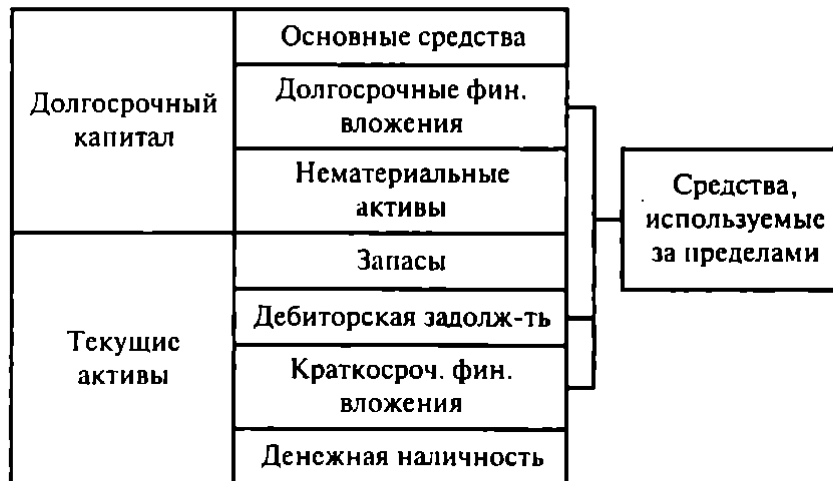 Долгосрочный
капитал
Основные средства
Долгосрочные фин.
вложения
Нематериальные
активы
Текущие
активы
Запасы
Дебиторская задолж-ть
Краткосроч. фин.
вложения
Денежная наличность
Средства,
используемые
за пределами